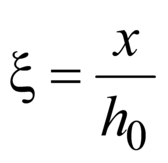 ξ = x / h₀